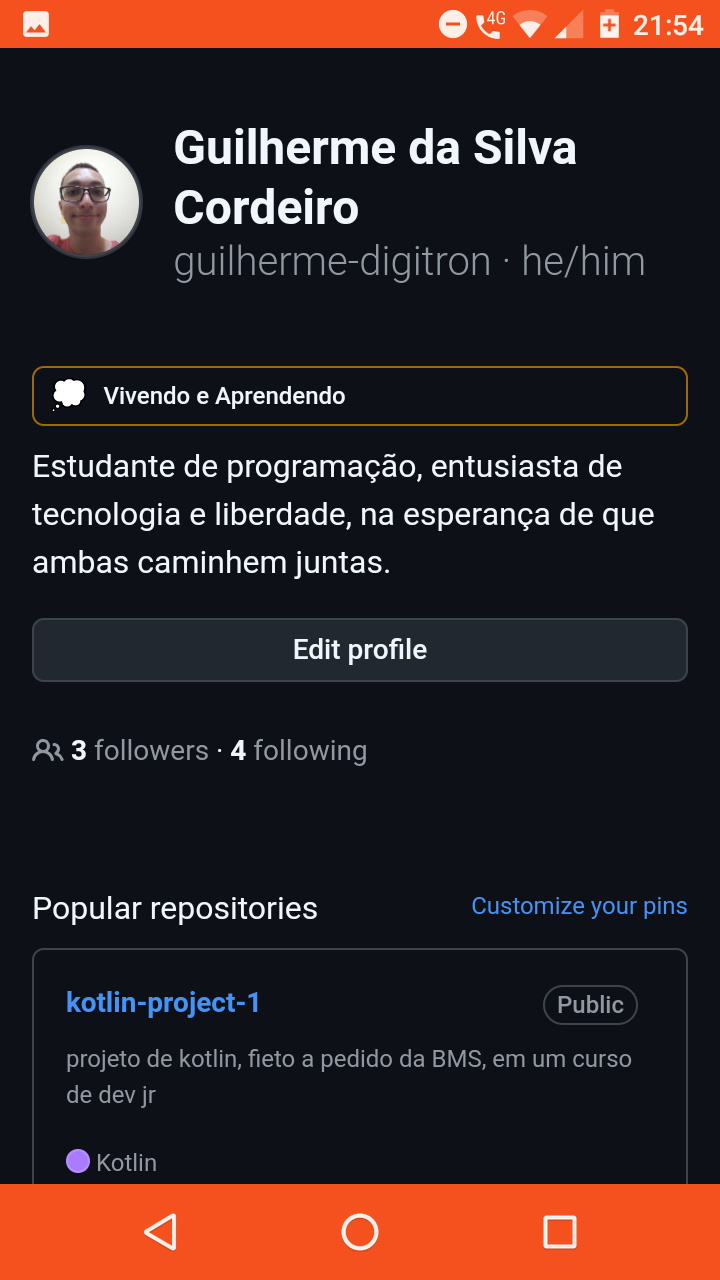 4G 21:54
Guilherme da Silva
Cordeiro
guilherme-digitron · he/him
Vivendo e Aprendendo
Estudante de programação, entusiasta de
tecnologia e liberdade, na esperança de que
ambas caminhem juntas.
Edit profile
3 followers · 4 following
Popular repositories Customize your pins
kotlin-project-1 Public
projeto de kotlin, fieto a pedido da BMS, em um curso
de dev jr
Kotlin